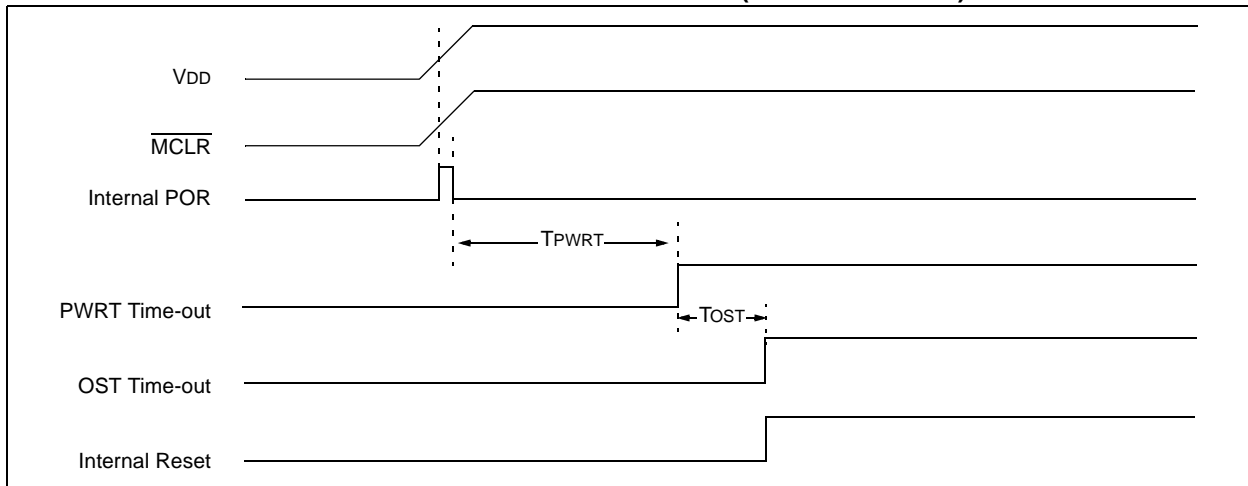 VDD
MCLR
Internal POR
TPWRT
PWRT Time-out
TOST
OST Time-out
Internal Reset